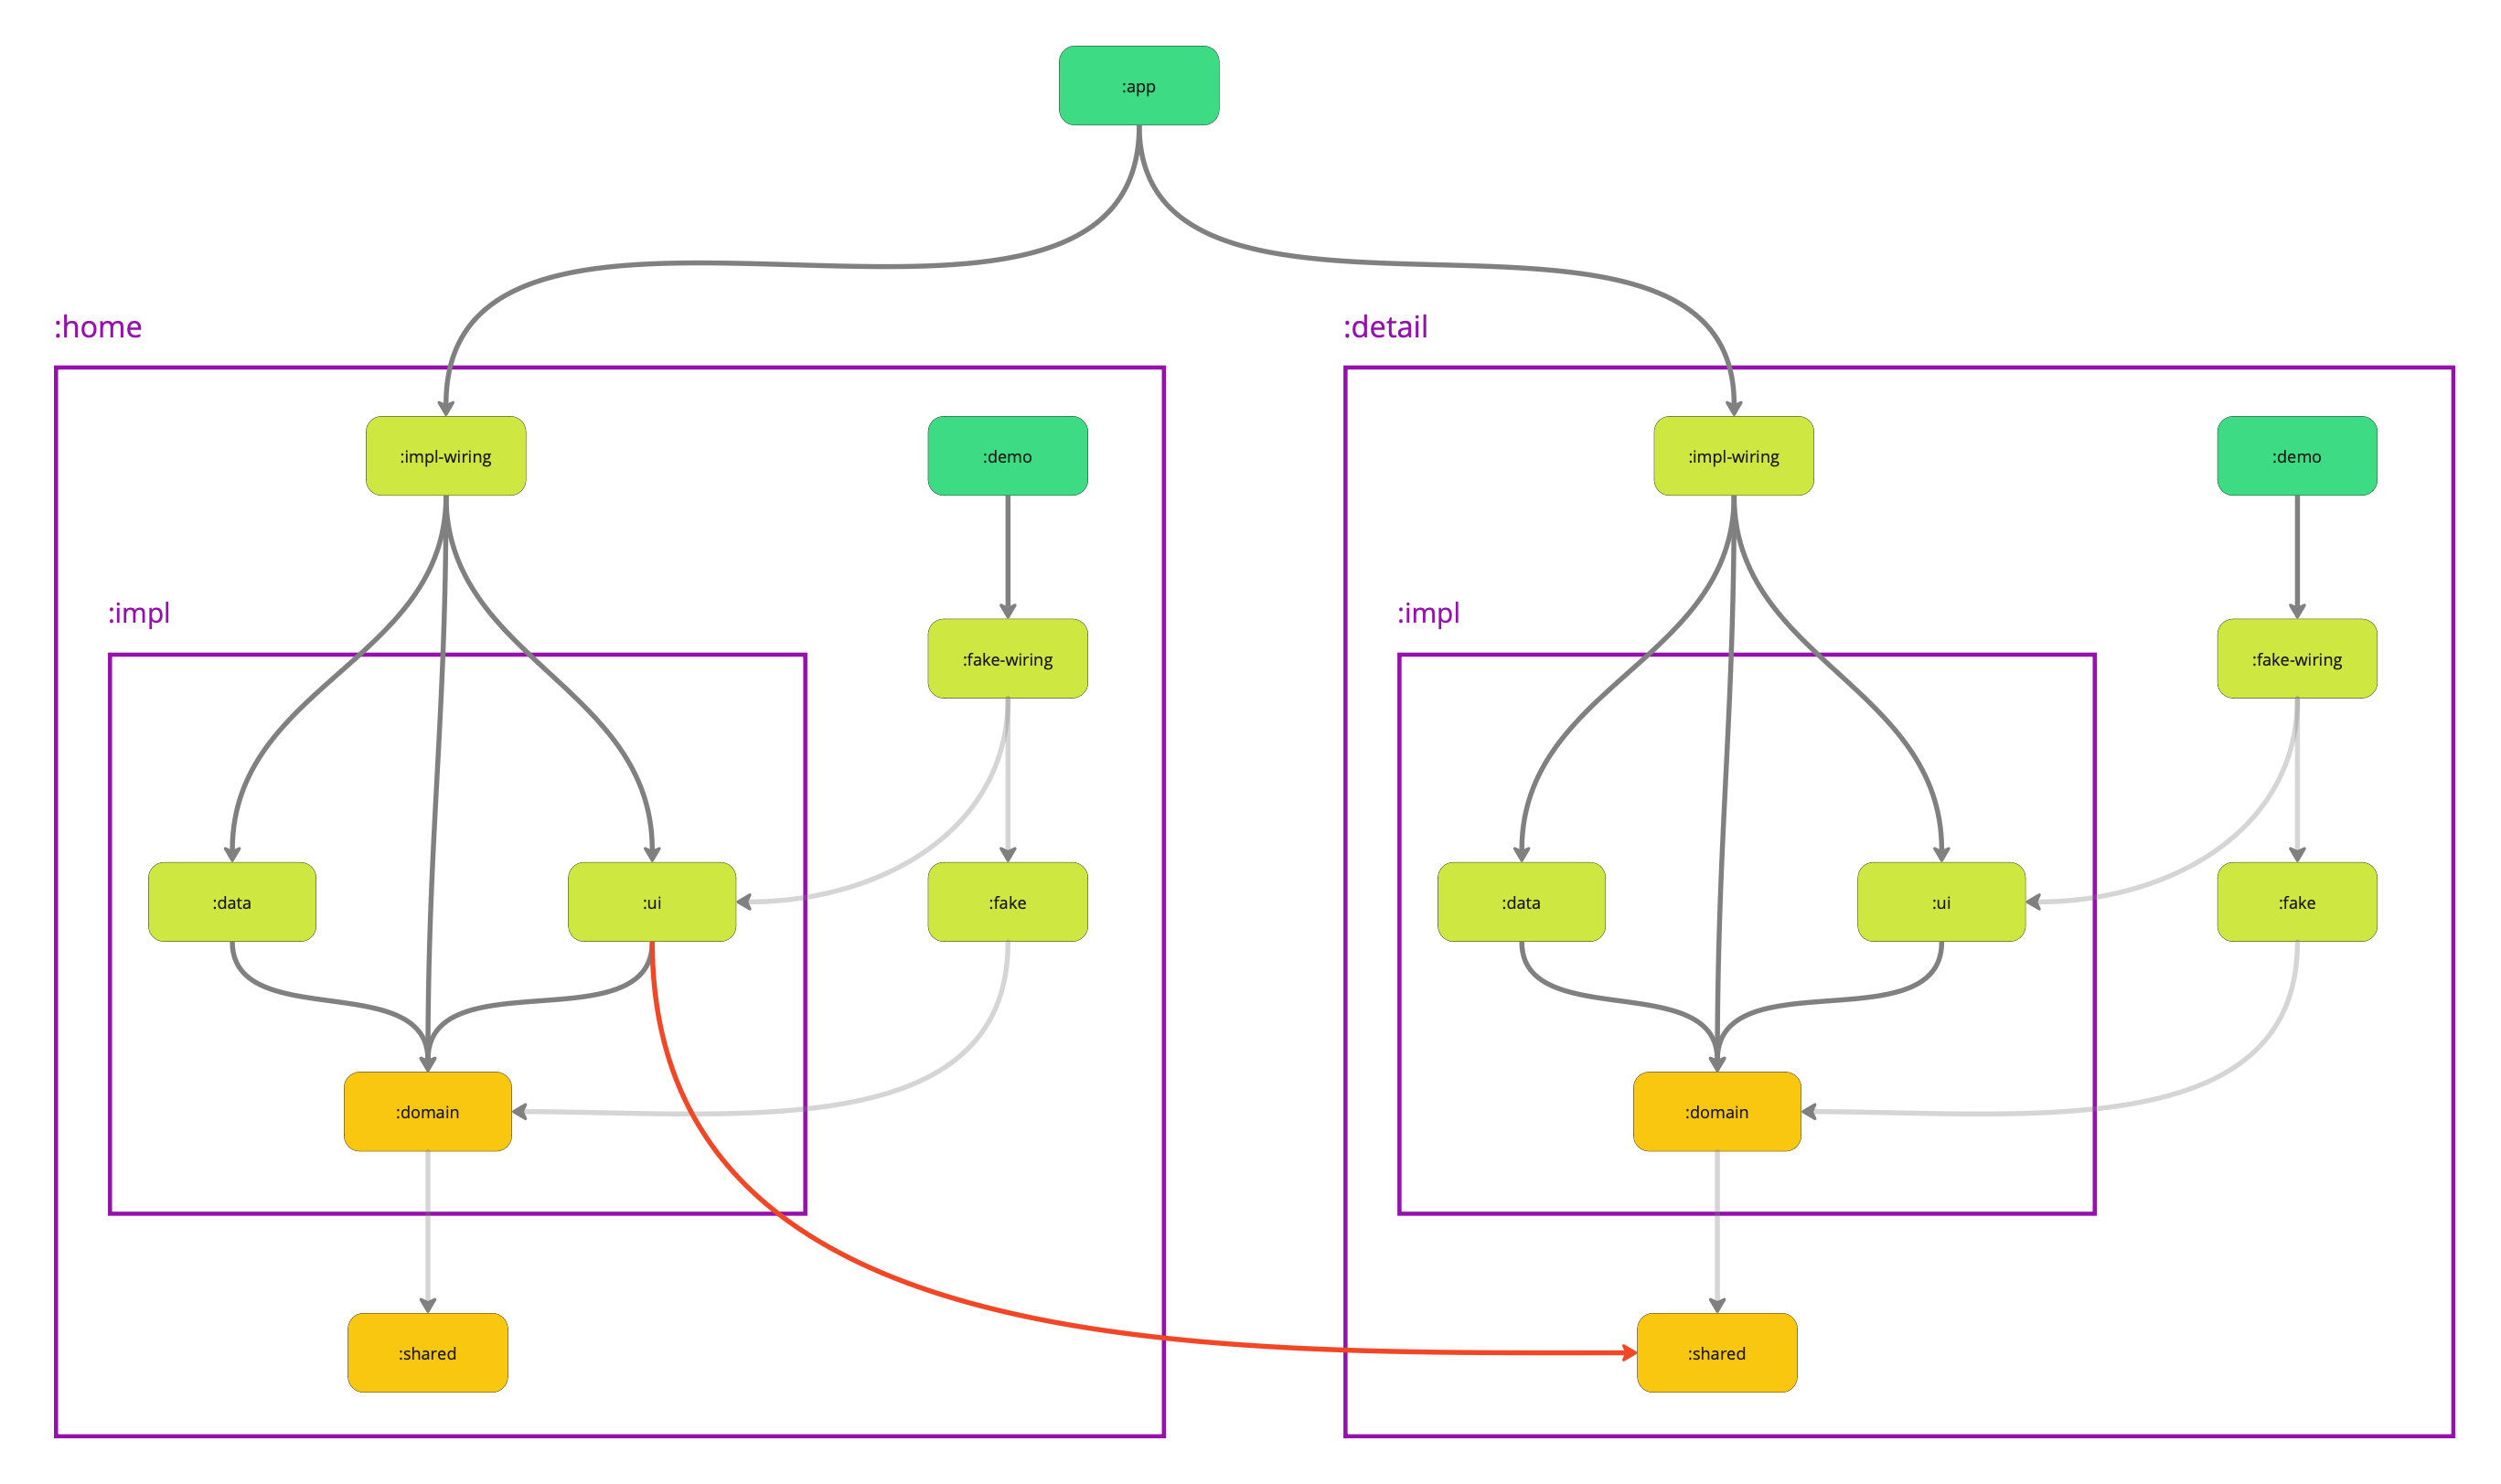 :app
:home
:detail
:impl-wiring
:demo
:impl-wiring
:demo
:impl
:impl
:fake-wiring
:fake-wiring
:data
:ui
:fake
:data
:ui
:fake
:domain
:domain
:shared
:shared